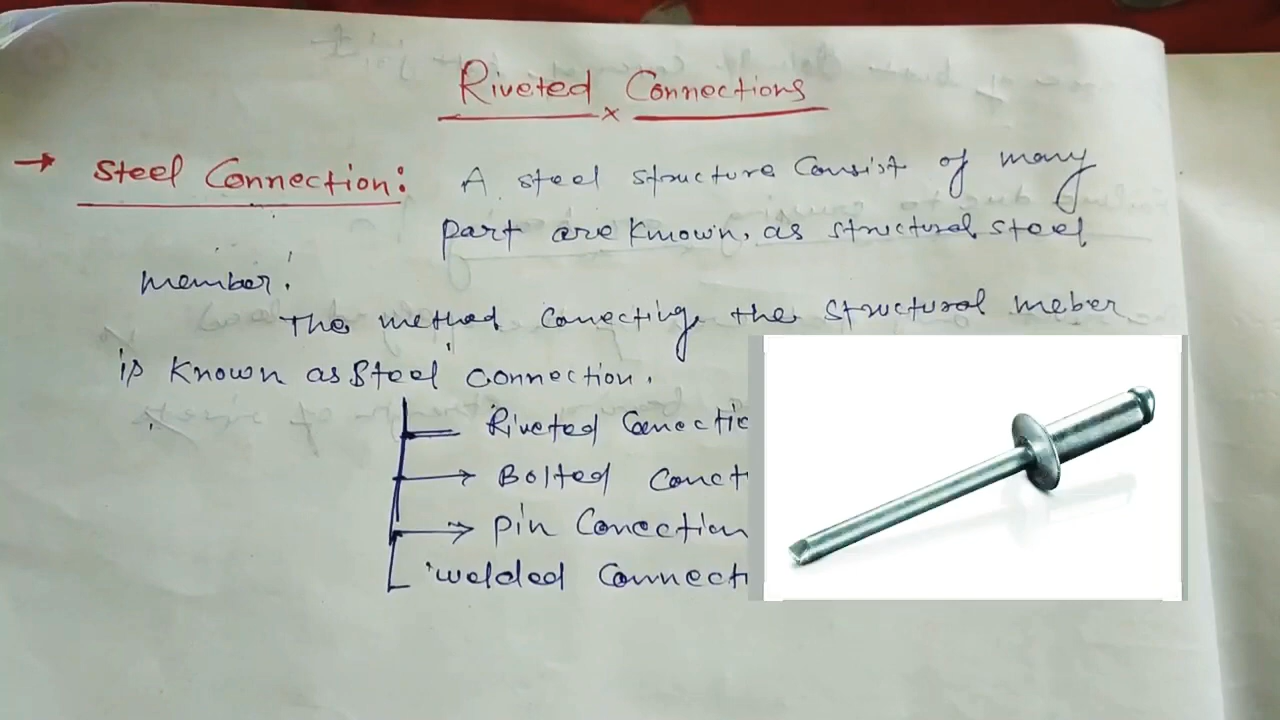 Riveted x Connections
→ Steel Connection: A steel structure Consist of many
part are known, as structural steel
member.
The method conecting the structural meber
is known as Steel connection.
Riveted Conectio
→ Bolted Conct
→ Pin Conection
welded Connecti